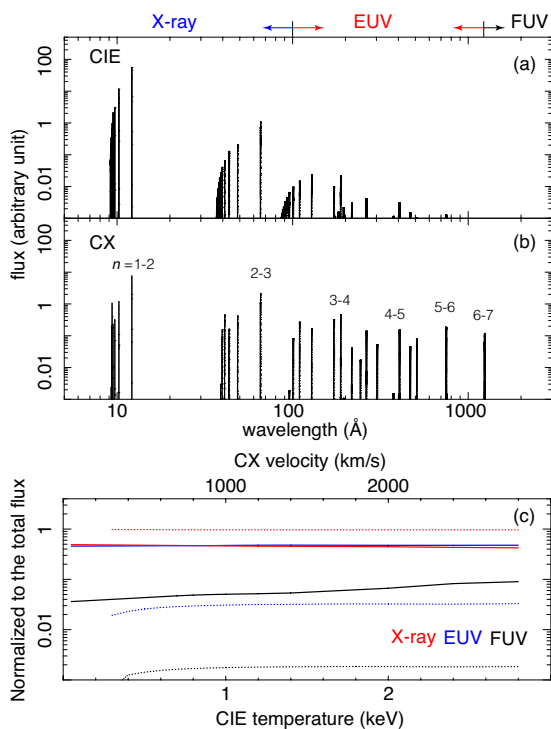 X-ray EUV FUV
CIE (a)
100
1
0.01
flux (arbitrary unit)
CX (b)
n=1-2 2-3 3-4 4-5 5-6 6-7
100
1
0.01
10 100 1000
wavelength (Å)
CX velocity (km/s)
1000 2000
(c)
Normalized to the total flux
1
0.01
X-ray EUV FUV
1 2
CIE temperature (keV)